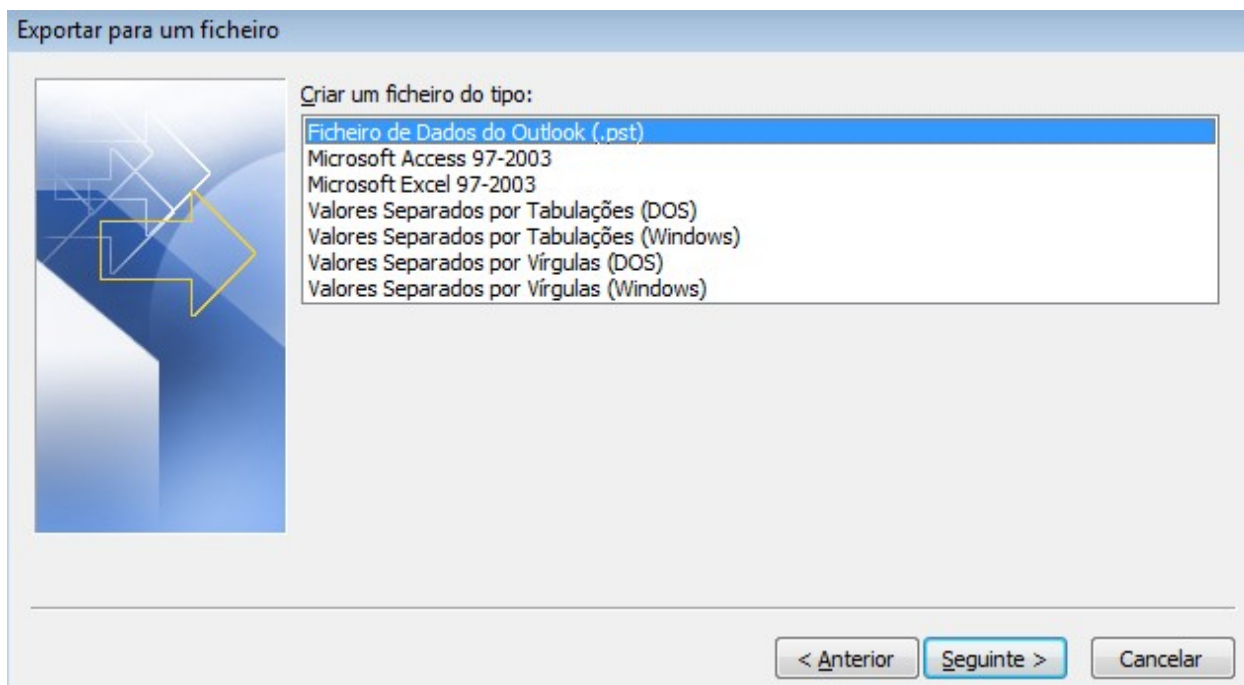 Exportar para um ficheiro
Criar um ficheiro do tipo:
Ficheiro de Dados do Outlook (.pst)
Microsoft Access 97-2003
Microsoft Excel 97-2003
Valores Separados por Tabulações (DOS)
Valores Separados por Tabulações (Windows)
Valores Separados por Vírgulas (DOS)
Valores Separados por Vírgulas (Windows)
< Anterior
Seguinte >
Cancelar